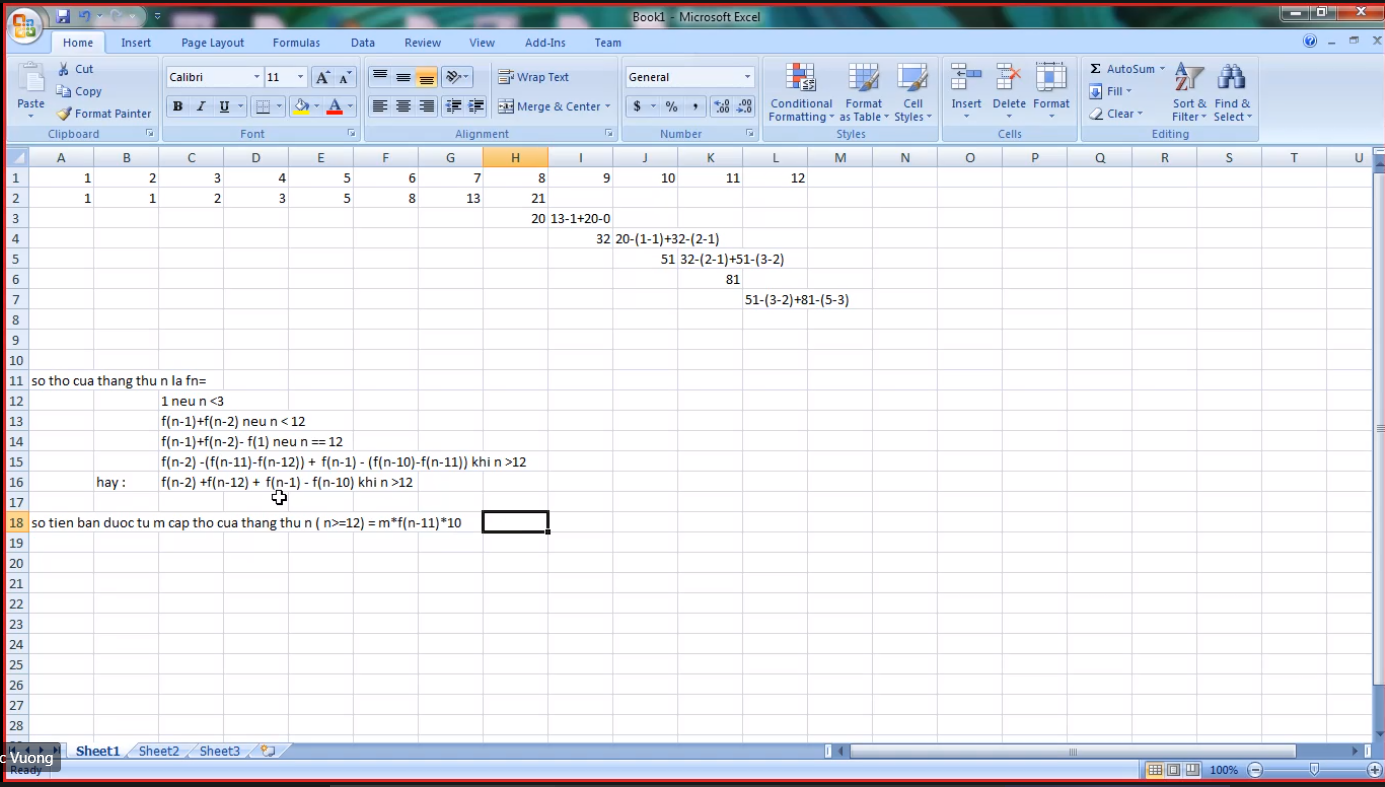 Book1 - Microsoft Excel
Home Insert Page Layout Formulas Data Review View Add-Ins Team
Cut Calibri 11 A A Wrap Text General AutoSum
Copy Fill
Paste Format Painter B I U A Merge & Center $ % , .00 .00 Conditional Formatting Format as Table Cell Styles Insert Delete Format Clear Sort & Filter Find & Select
Clipboard Font Alignment Number Styles Cells Editing
A B C D E F G H I J K L M N O P Q R S T U
1 1 2 3 4 5 6 7 8 9 10 11 12
2 1 1 2 3 5 8 13 21
3 20 13-1+20-0
4 32 20-(1-1)+32-(2-1)
5 51 32-(2-1)+51-(3-2)
6 81
7 51-(3-2)+81-(5-3)
8
9
10
11 so tho cua thang thu n la fn=
12 1 neu n <3
13 f(n-1)+f(n-2) neu n < 12
14 f(n-1)+f(n-2)- f(1) neu n == 12
15 f(n-2) -(f(n-11)-f(n-12)) + f(n-1) - (f(n-10)-f(n-11)) khi n >12
16 hay : f(n-2) +f(n-12) + f(n-1) - f(n-10) khi n >12
17
18 so tien ban duoc tu m cap tho cua thang thu n ( n>=12) = m*f(n-11)*10
19
20
21
22
23
24
25
26
27
28
Sheet1 Sheet2 Sheet3
c Vuong
Ready 100%